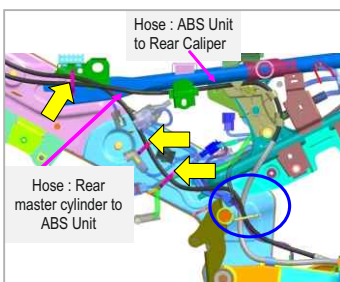 Hose : ABS Unit
to Rear Caliper
Hose : Rear
master cylinder to
ABS Unit